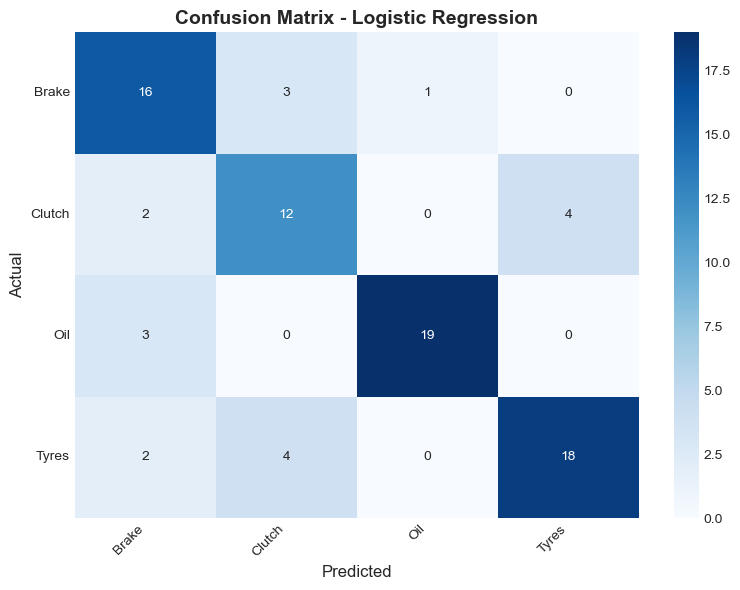 Confusion Matrix - Logistic Regression
Actual
Brake 16 3 1 0
Clutch 2 12 0 4
Oil 3 0 19 0
Tyres 2 4 0 18
Brake Clutch Oil Tyres
Predicted
17.5
15.0
12.5
10.0
7.5
5.0
2.5
0.0